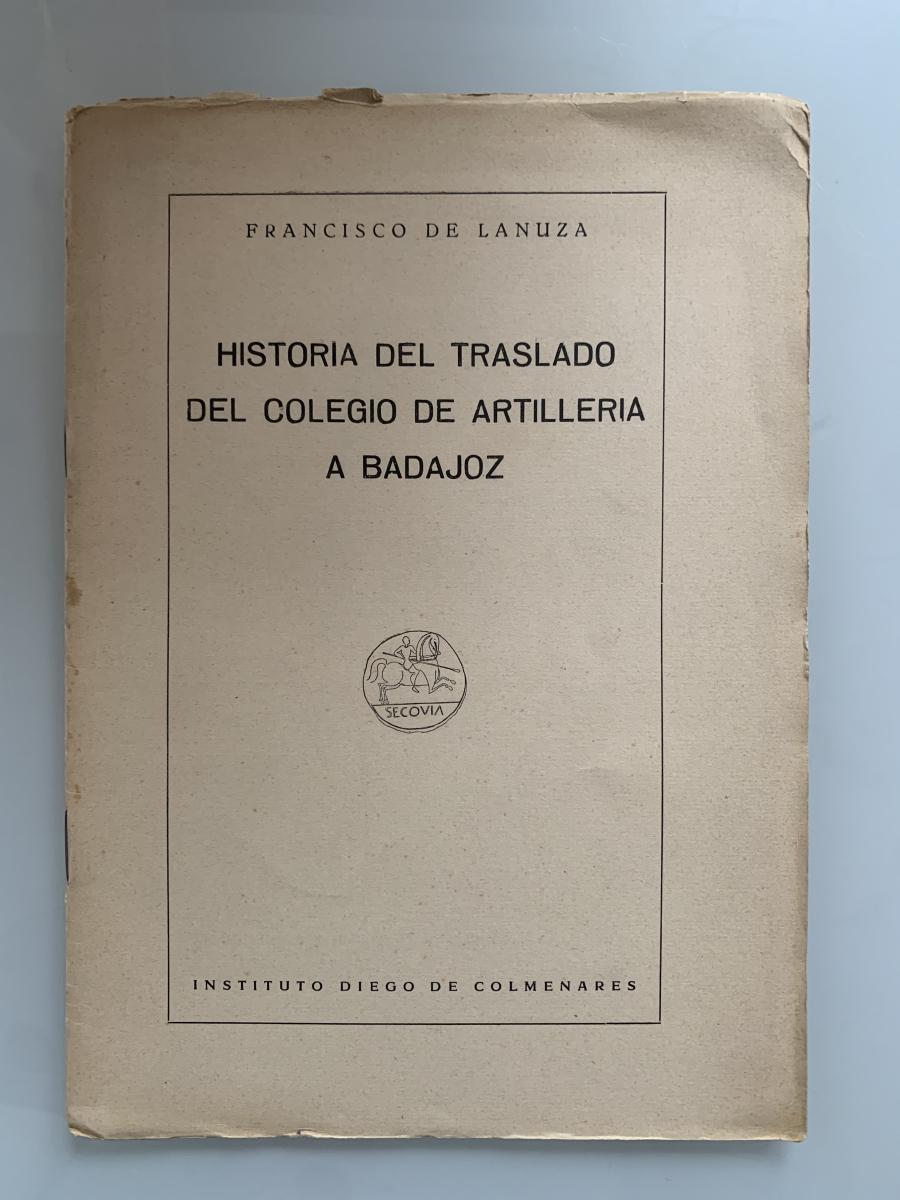 FRANCISCO DE LANUZA
HISTORIA DEL TRASLADO
DEL COLEGIO DE ARTILLERIA
A BADAJOZ
SECOVIA
INSTITUTO DIEGO DE COLMENARES